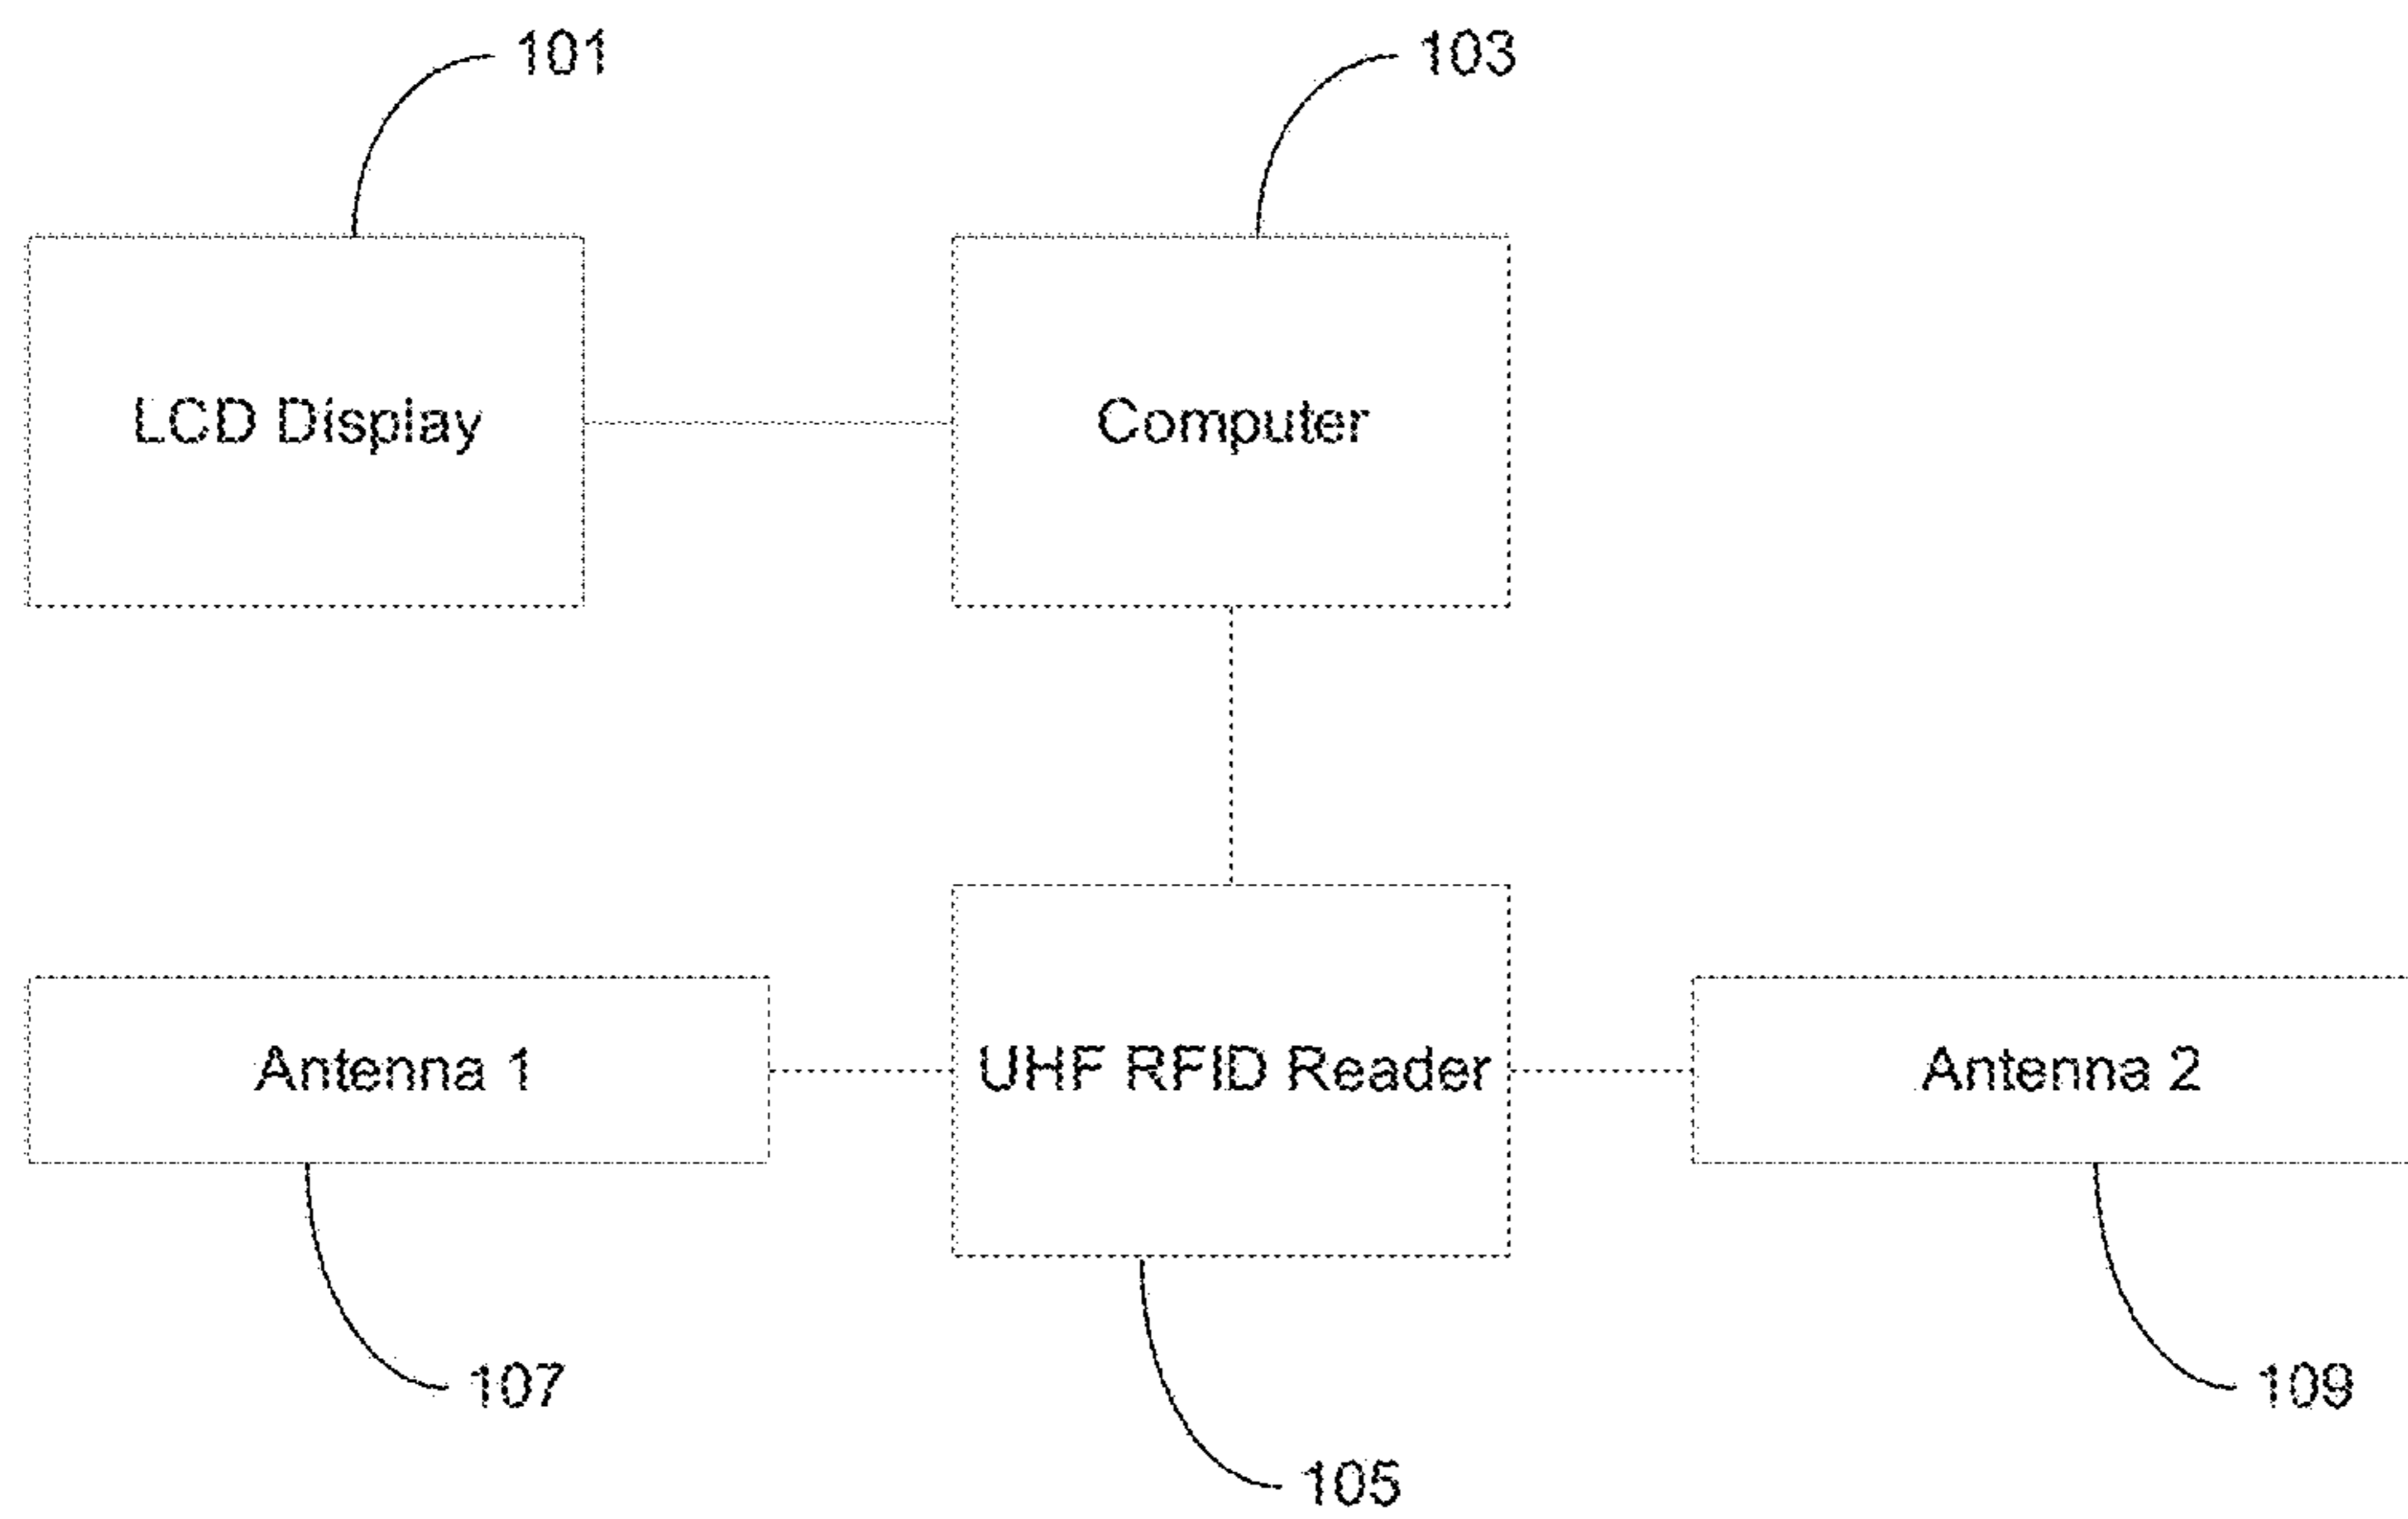 101
103
LCD Display
Computer
Antenna 1
UHF RFID Reader
Antenna 2
107
109
105